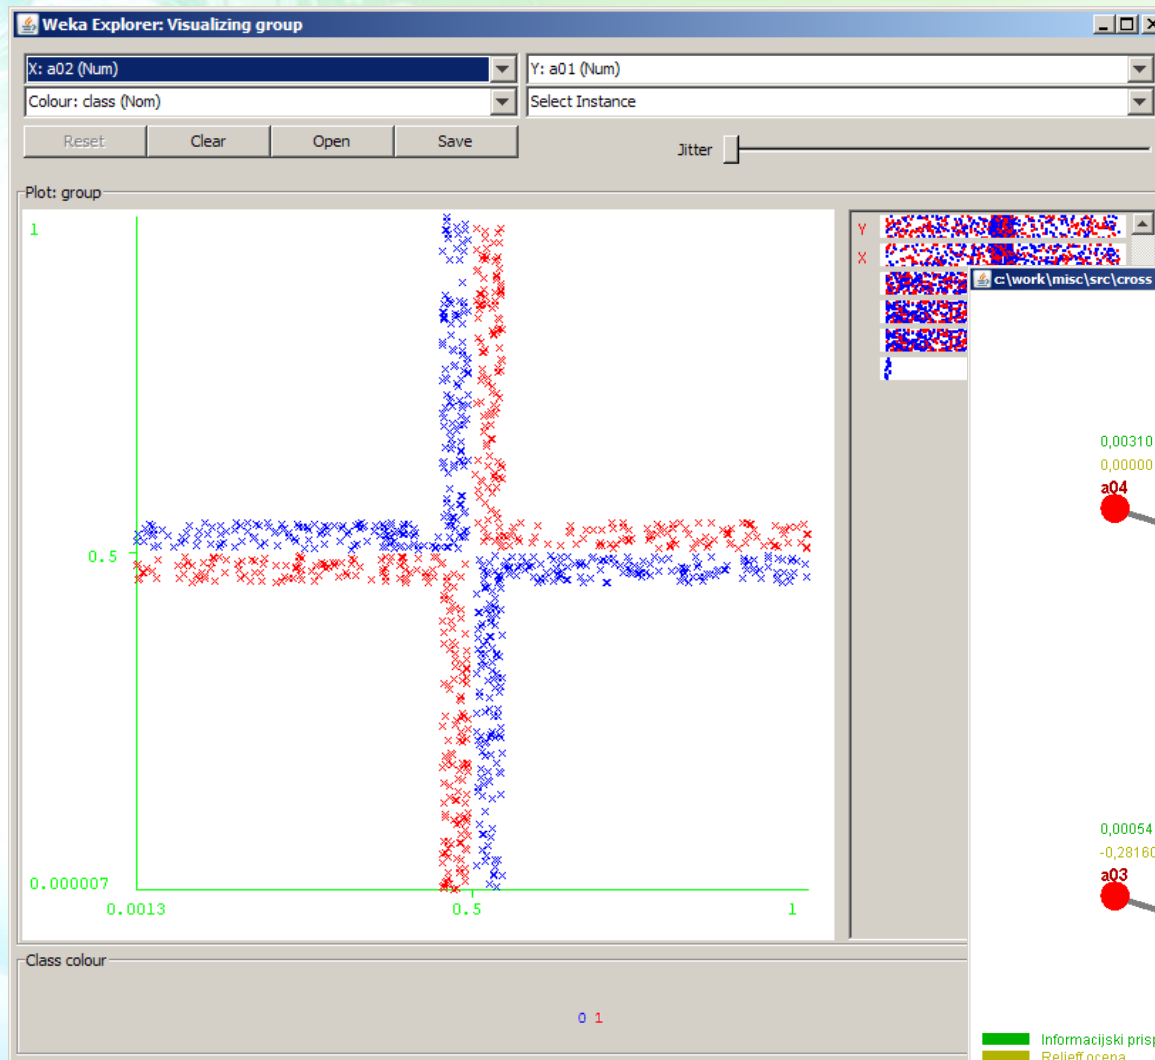 Weka Explorer: Visualizing group
X: a02 (Num)
Y: a01 (Num)
Colour: class (Nom)
Select Instance
Reset
Clear
Open
Save
Jitter
Plot: group
1
0.5
0.000007
0.0013
0.5
1
Y
X
c:\work\misc\src\cross
0,00310
0,00000
a04
0,00054
-0,28160
a03
Class colour
0 1
Informacijski prisp
Relieff ocena